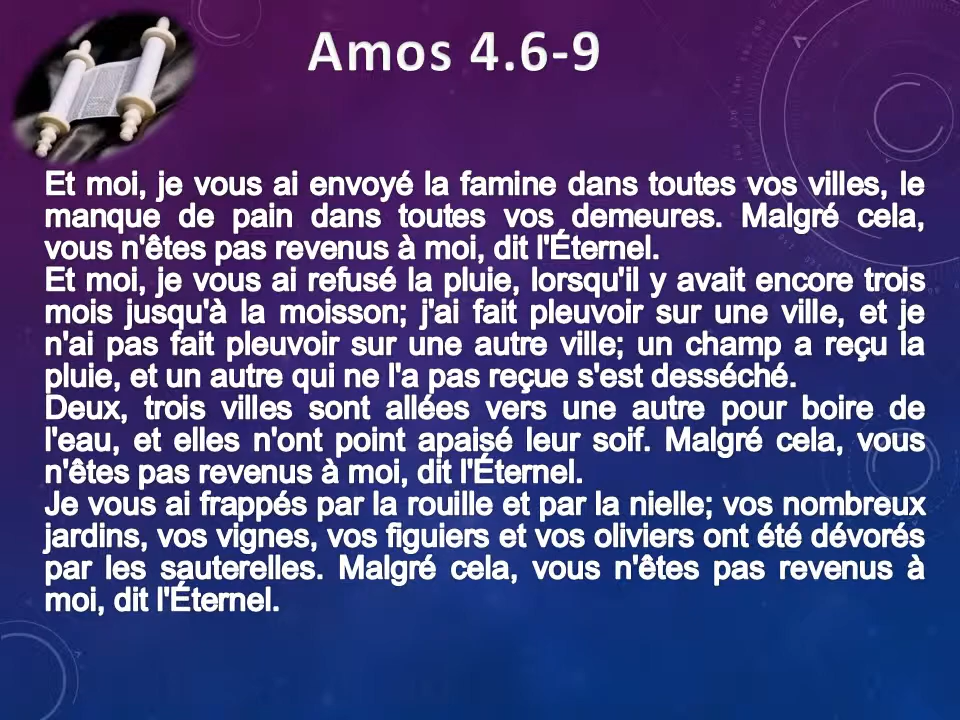 Amos 4.6-9
Et moi, je vous ai envoyé la famine dans toutes vos villes, le
manque de pain dans toutes vos demeures. Malgré cela,
vous n'êtes pas revenus à moi, dit l'Éternel.
Et moi, je vous ai refusé la pluie, lorsqu'il y avait encore trois
mois jusqu'à la moisson; j'ai fait pleuvoir sur une ville, et je
n'ai pas fait pleuvoir sur une autre ville; un champ a reçu la
pluie, et un autre qui ne l'a pas reçue s'est desséché.
Deux, trois villes sont allées vers une autre pour boire de
l'eau, et elles n'ont point apaisé leur soif. Malgré cela, vous
n'êtes pas revenus à moi, dit l'Éternel.
Je vous ai frappés par la rouille et par la nielle; vos nombreux
jardins, vos vignes, vos figuiers et vos oliviers ont été dévorés
par les sauterelles. Malgré cela, vous n'êtes pas revenus à
moi, dit l'Éternel.